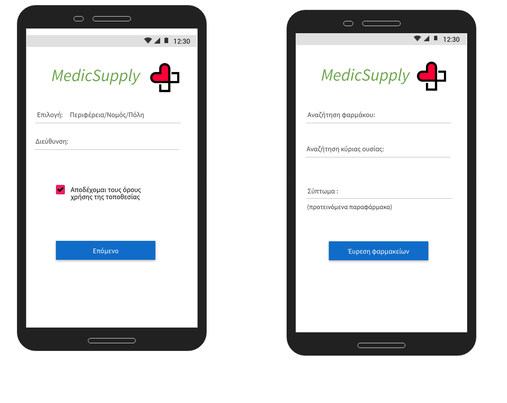 12:30
MedicSupply
Επιλογή: Περιφέρεια/Νομός/Πόλη
Διεύθυνση:
Αποδέχομαι τους όρους
χρήσης της τοποθεσίας
Επόμενο
12:30
MedicSupply
Αναζήτηση φαρμάκου:
Αναζήτηση κύριας ουσίας:
Σύπτωμα :
(προτεινόμενα παραφάρμακα)
Έυρεση φαρμακείων